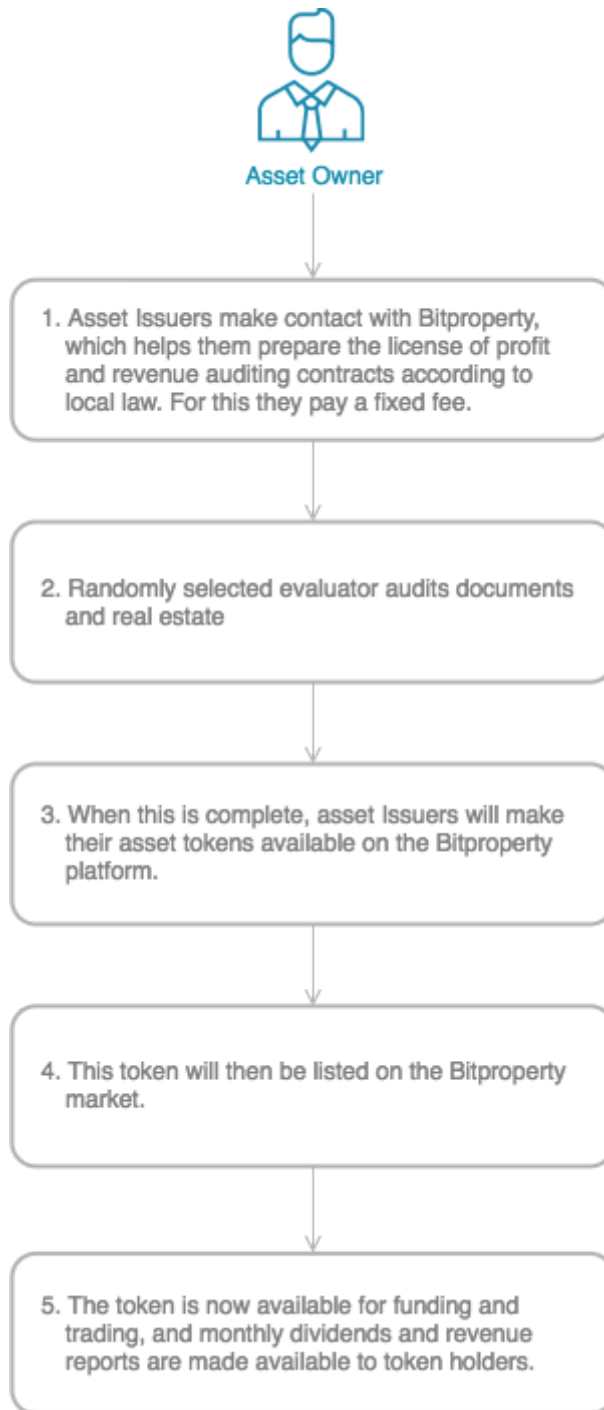 Asset Owner
1. Asset Issuers make contact with Bitproperty,
which helps them prepare the license of profit
and revenue auditing contracts according to
local law. For this they pay a fixed fee.
2. Randomly selected evaluator audits documents
and real estate
3. When this is complete, asset Issuers will make
their asset tokens available on the Bitproperty
platform.
4. This token will then be listed on the Bitproperty
market.
5. The token is now available for funding and
trading, and monthly dividends and revenue
reports are made available to token holders.